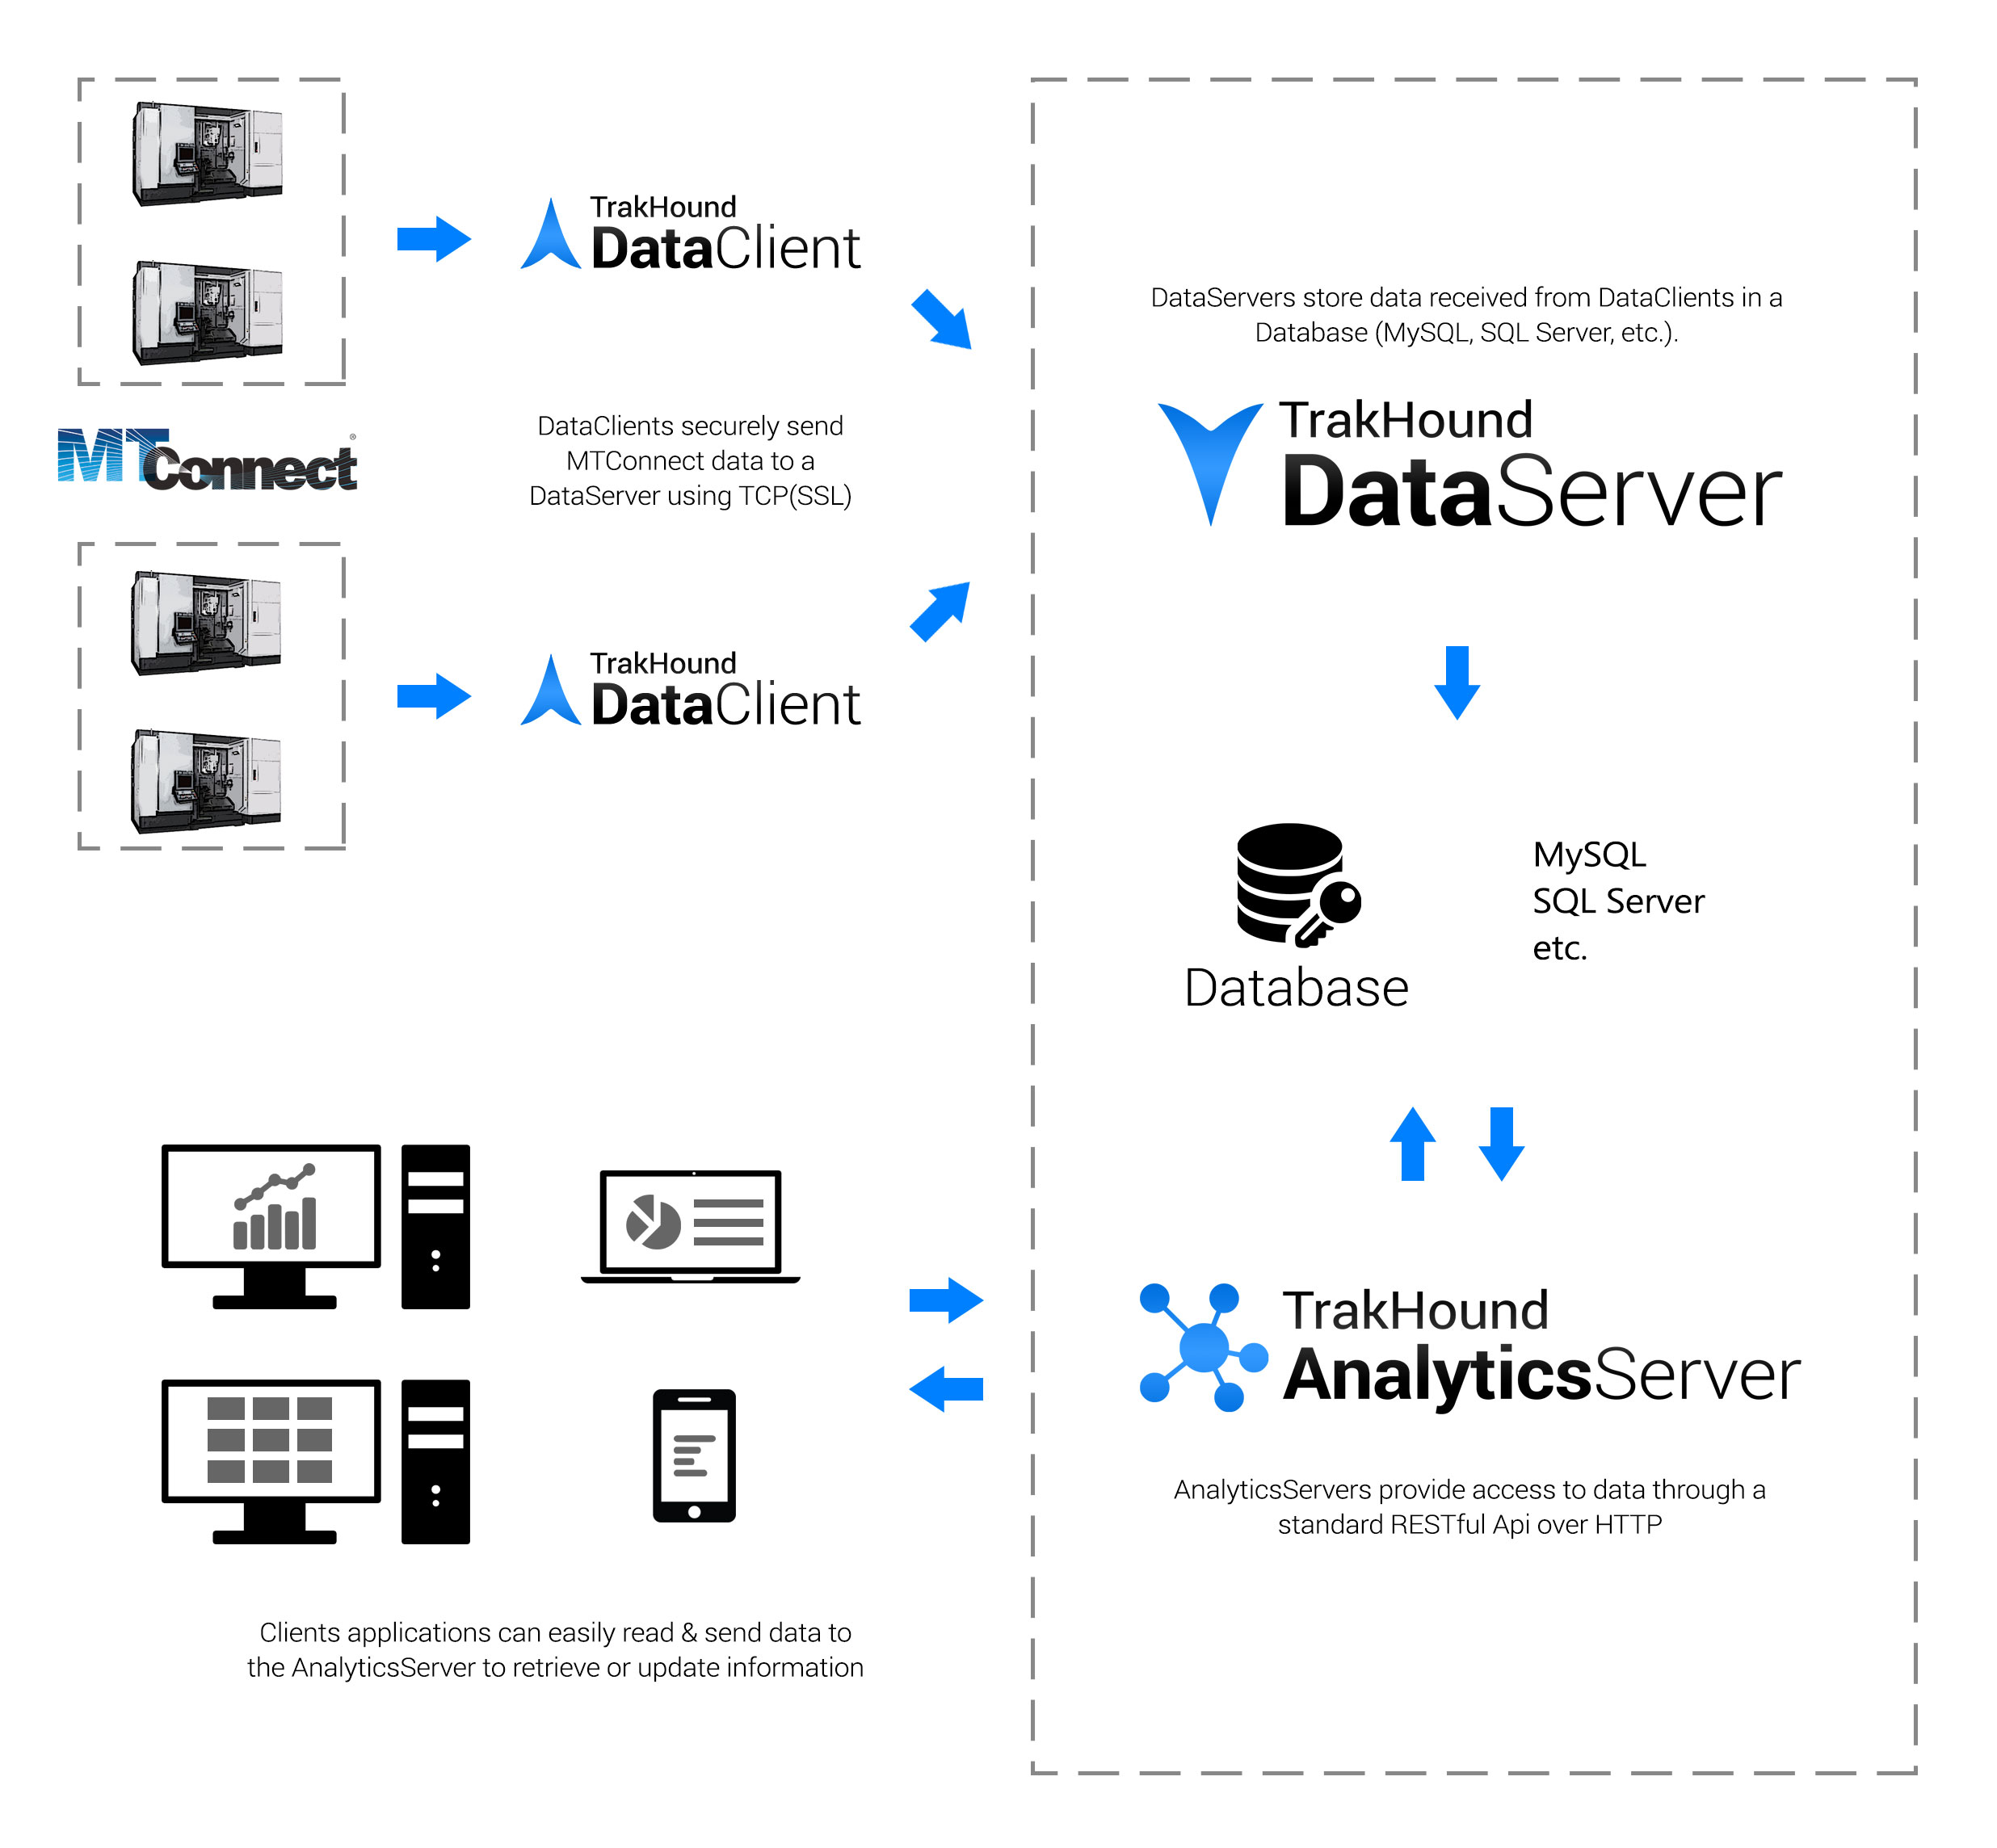 TrakHound
DataClient
MTConnect®
DataClients securely send
MTConnect data to a
DataServer using TCP(SSL)
TrakHound
DataClient
DataServers store data received from DataClients in a
Database (MySQL, SQL Server, etc.).
TrakHound
DataServer
MySQL
SQL Server
etc.
Database
TrakHound
AnalyticsServer
AnalyticsServers provide access to data through a
standard RESTful Api over HTTP
Clients applications can easily read & send data to
the AnalyticsServer to retrieve or update information